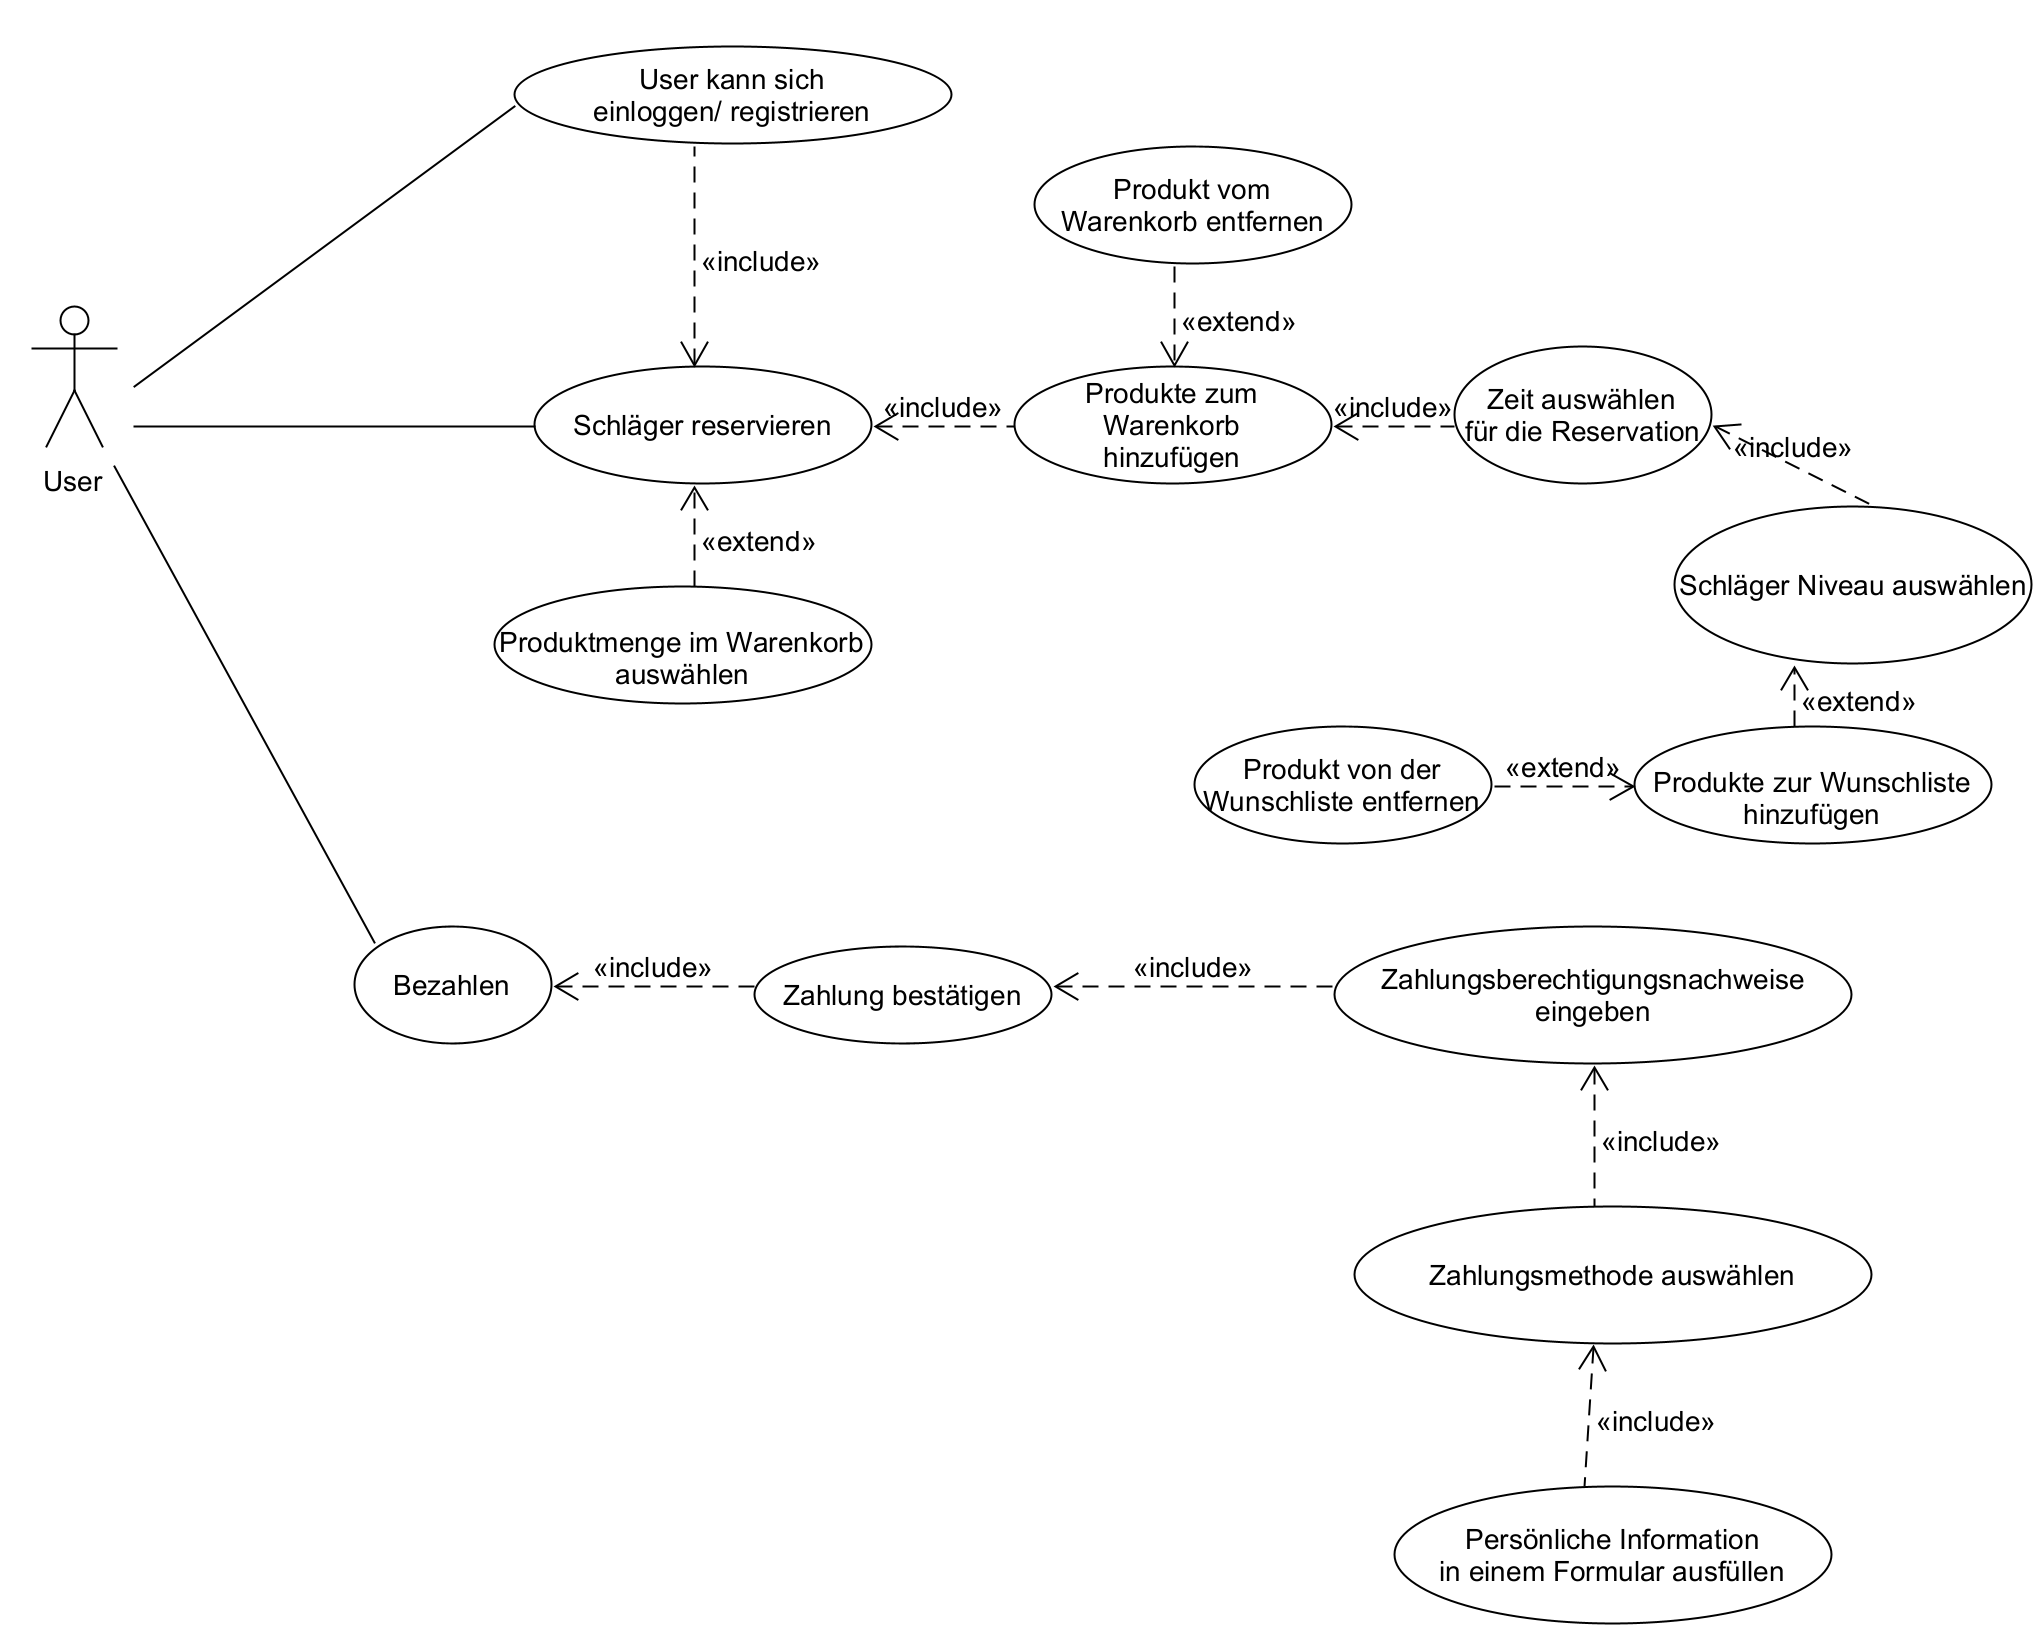 User kann sich
einloggen/ registrieren
Produkt vom
Warenkorb entfernen
«include»
«extend»
Produkte zum
Warenkorb
hinzufügen
Schläger reservieren
«include»
«include»
Zeit auswählen
für die Reservation
«include»
User
«extend»
Schläger Niveau auswählen
Produktmenge im Warenkorb
auswählen
«extend»
Produkt von der
Wunschliste entfernen
«extend»
Produkte zur Wunschliste
hinzufügen
Bezahlen
«include»
Zahlung bestätigen
«include»
Zahlungsberechtigungsnachweise
eingeben
«include»
Zahlungsmethode auswählen
«include»
Persönliche Information
in einem Formular ausfüllen